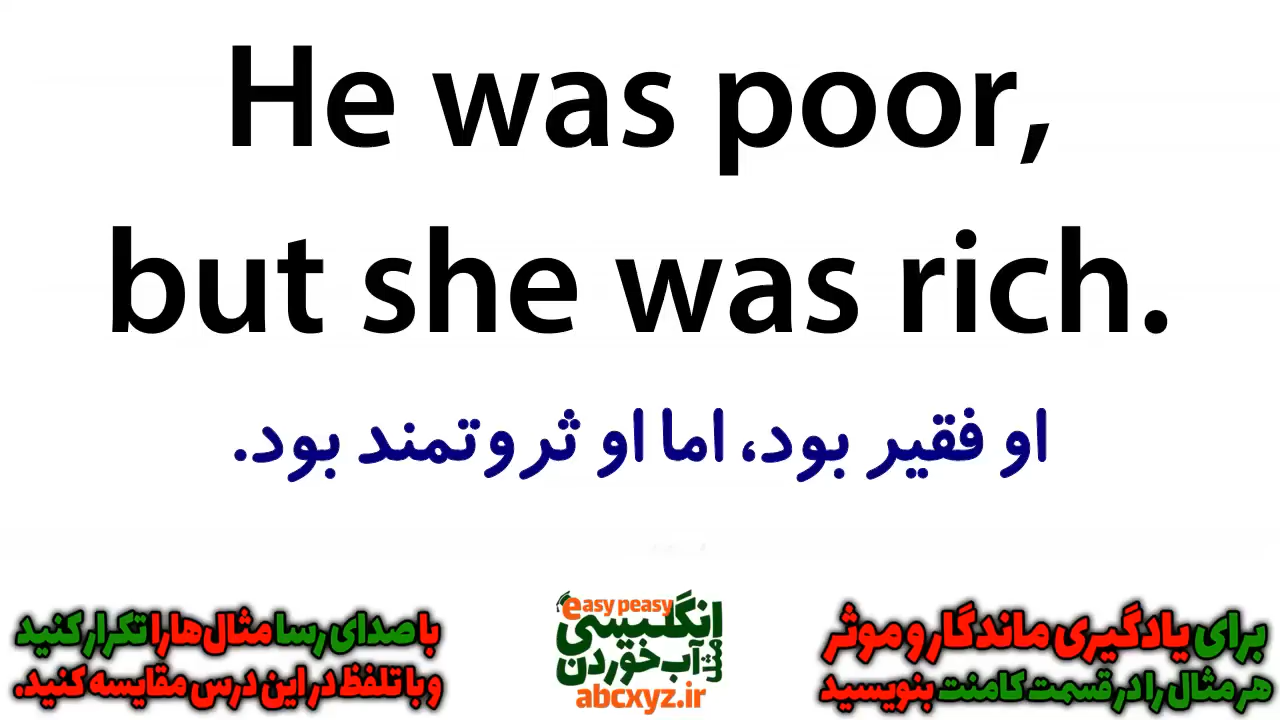 He was poor,
but she was rich.
او فقیر بود، اما او ثروتمند بود.
برای یادگیری ماندگار و موثر
هر مثال را در قسمت کامنت بنویسید
easy peasy
انگلیسی
مثل
آب خوردن
abcxyz.ir
با صدای رسا مثال‌ها را تکرار کنید
و با تلفظ در این درس مقایسه کنید.